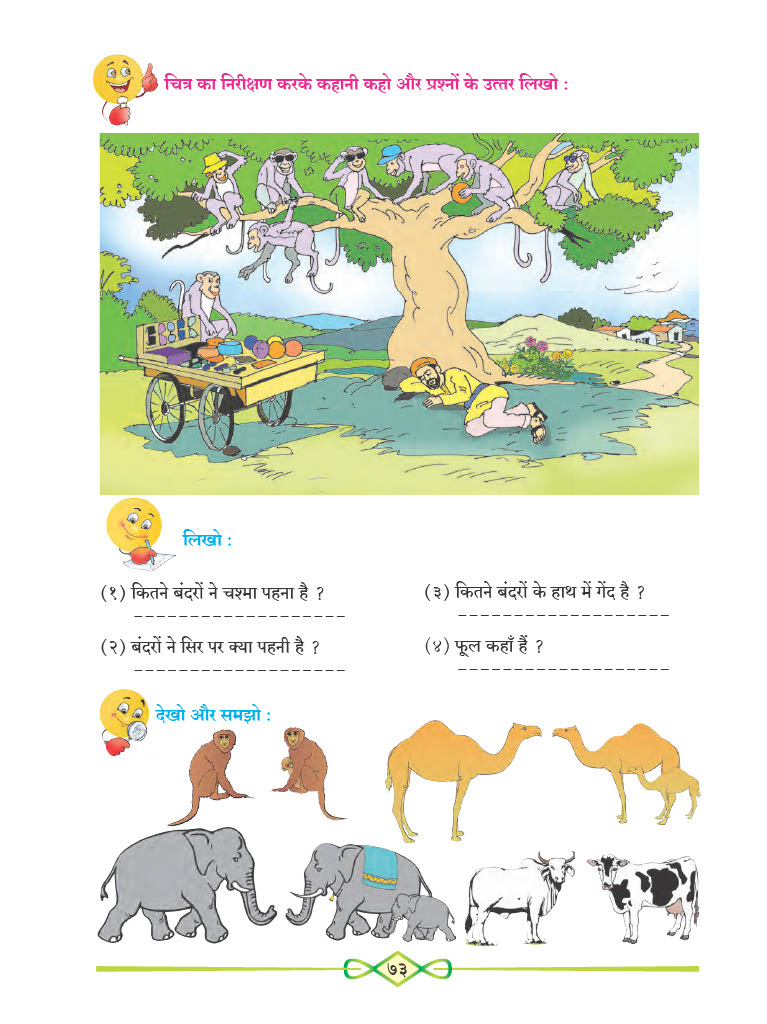 चित्र का निरीक्षण करके कहानी कहो और प्रश्नों के उत्तर लिखो :
लिखो :
(१) कितने बंदरों ने चश्मा पहना है ?
(२) बंदरों ने सिर पर क्या पहनी है ?
(३) कितने बंदरों के हाथ में गेंद है ?
(४) फूल कहाँ हैं ?
देखो और समझो :
७३